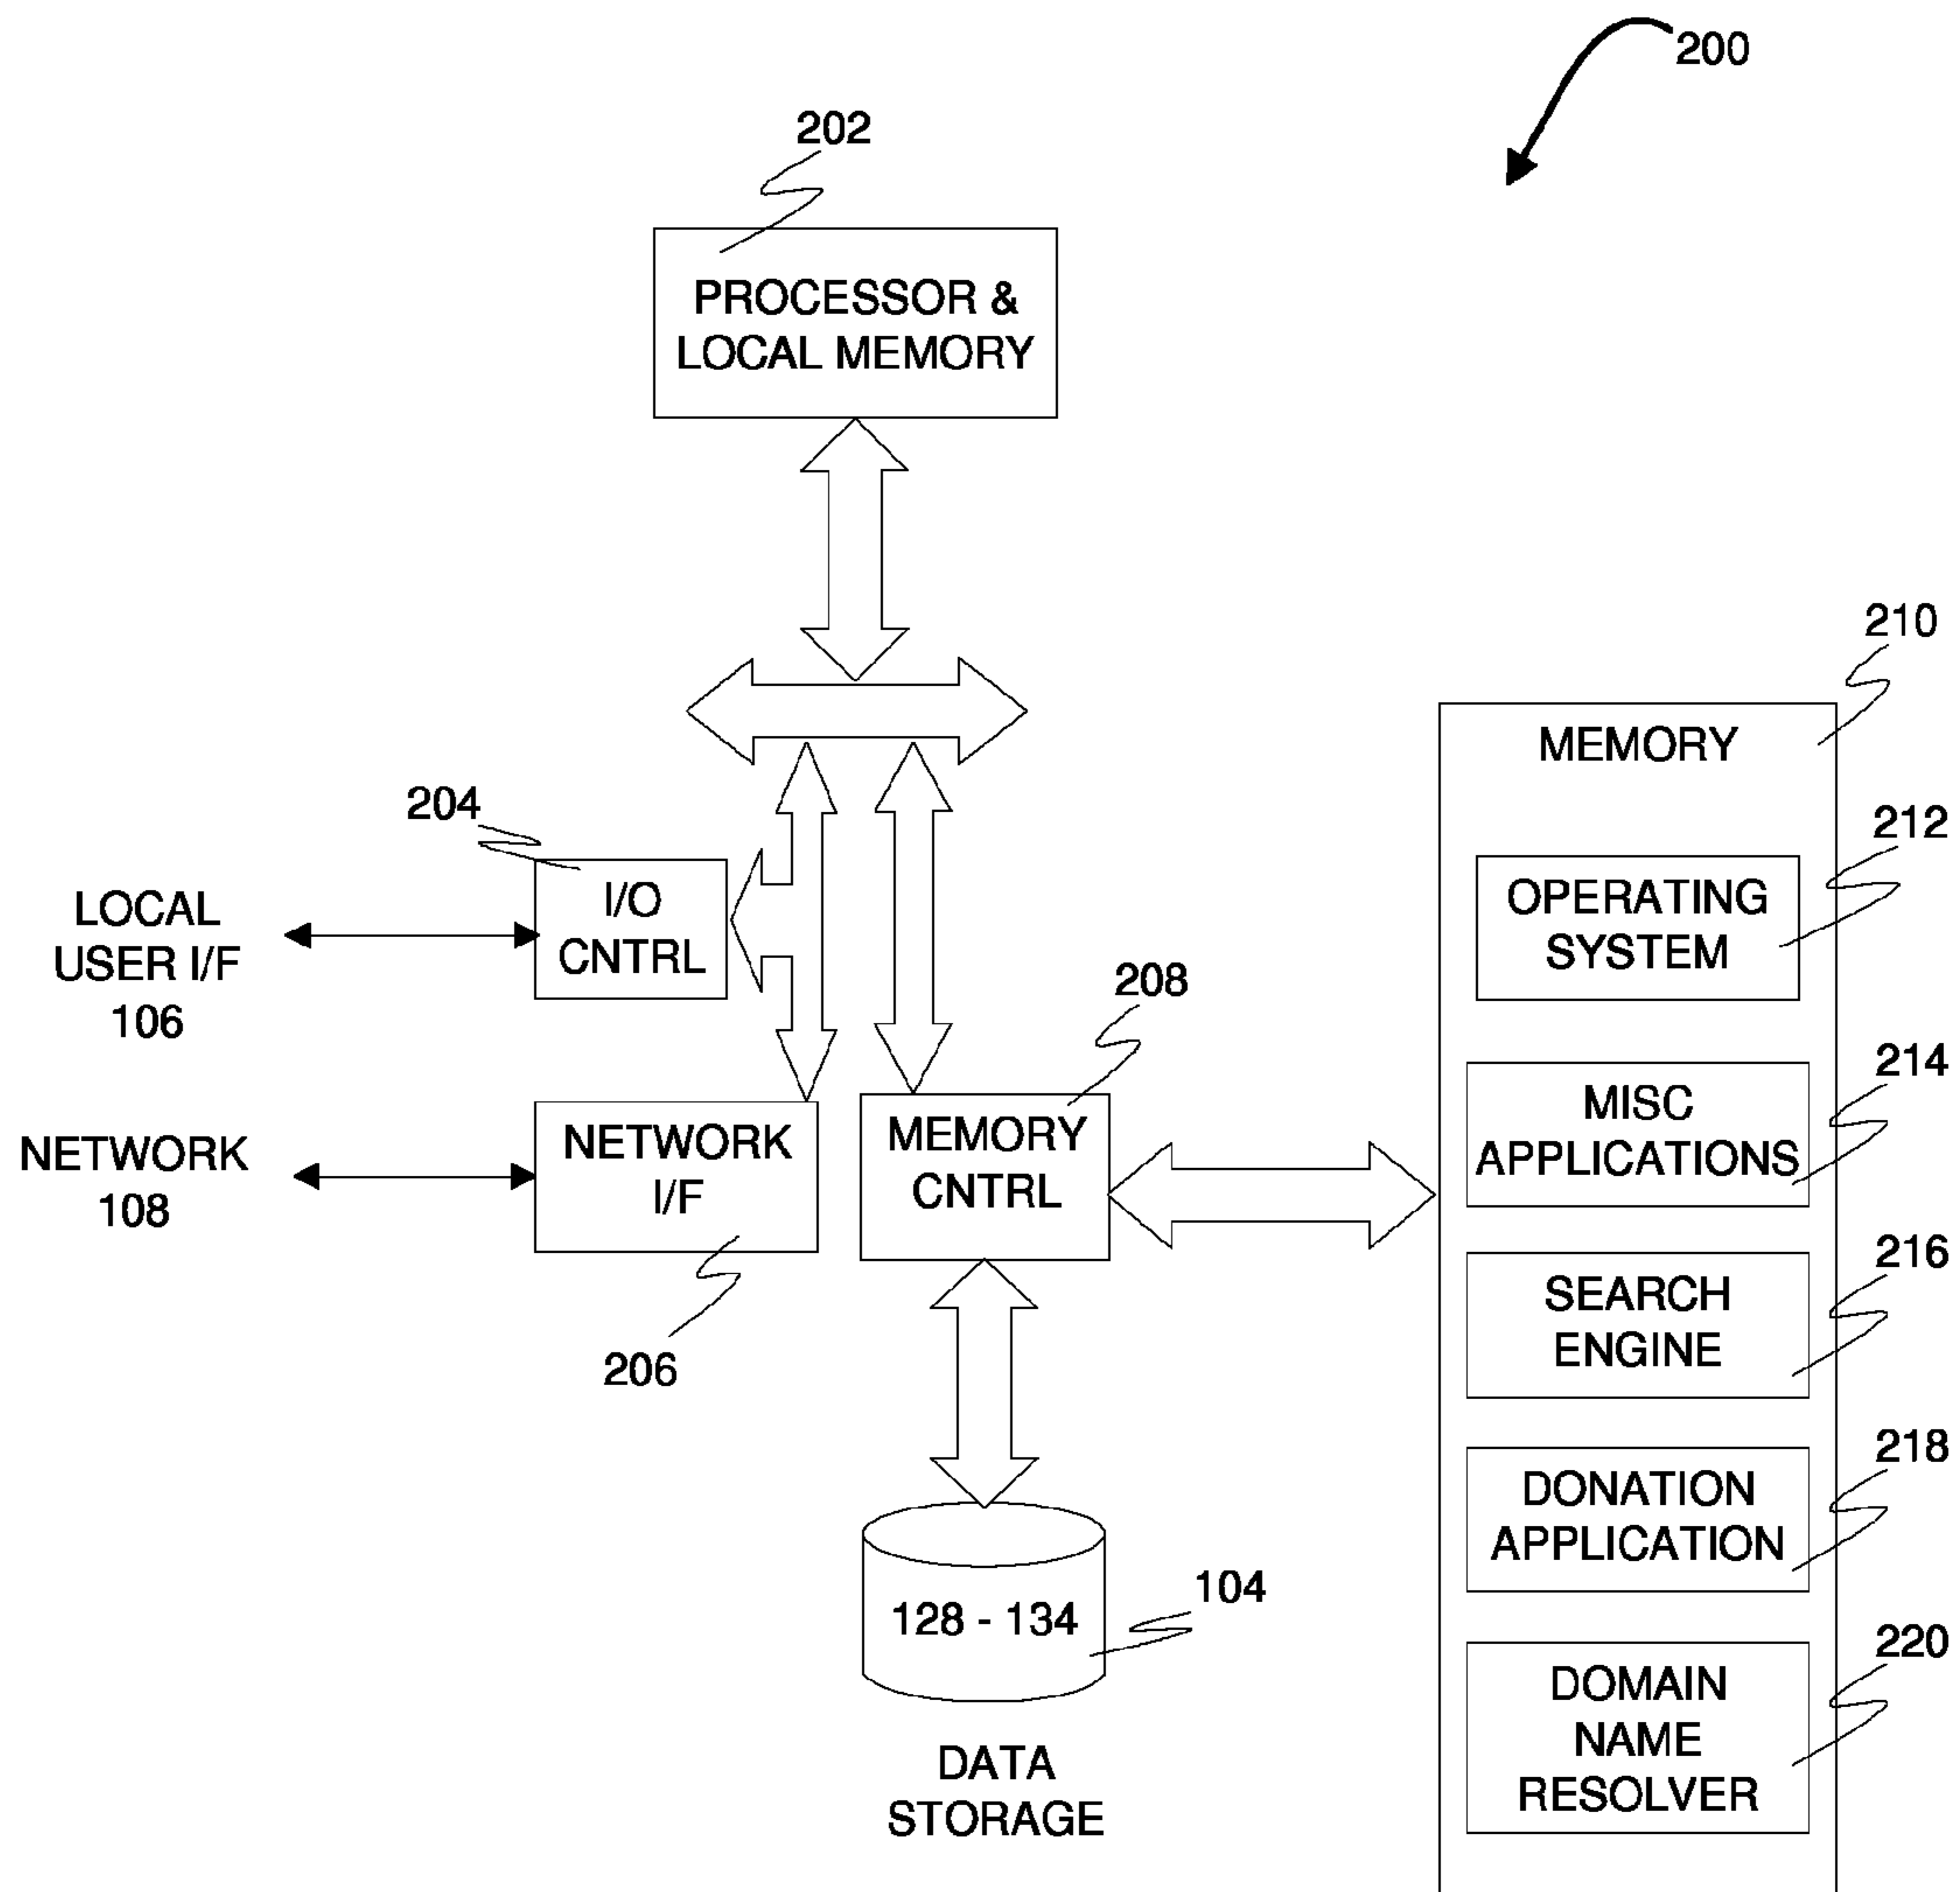 200
202
PROCESSOR &
LOCAL MEMORY
210
MEMORY
204
212
I/O
CNTRL
LOCAL
USER I/F
106
OPERATING
SYSTEM
208
214
NETWORK
108
NETWORK
I/F
MEMORY
CNTRL
MISC
APPLICATIONS
206
216
SEARCH
ENGINE
218
DONATION
APPLICATION
104
128 - 134
220
DOMAIN
NAME
RESOLVER
DATA
STORAGE